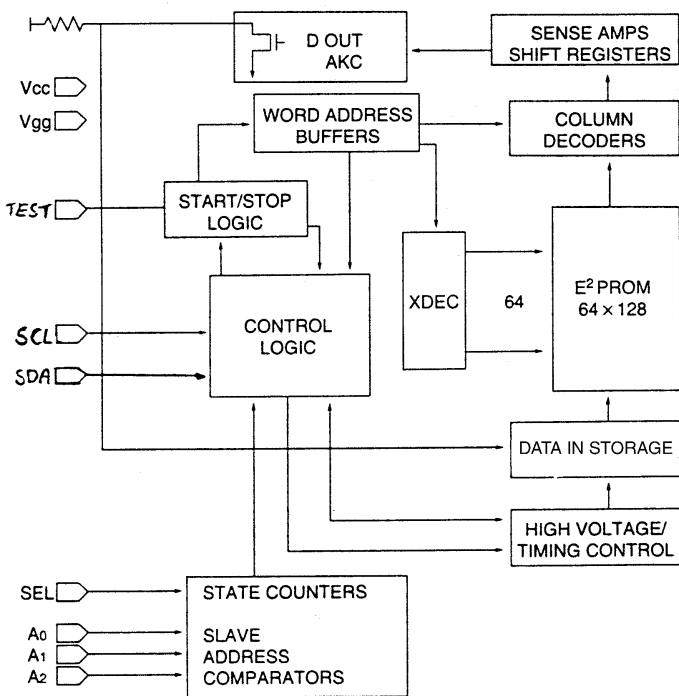 D OUT
AKC
SENSE AMPS
SHIFT REGISTERS
Vcc
Vgg
WORD ADDRESS
BUFFERS
COLUMN
DECODERS
TEST
START/STOP
LOGIC
XDEC
64
E² PROM
64 × 128
SCL
CONTROL
LOGIC
SDA
DATA IN STORAGE
HIGH VOLTAGE/
TIMING CONTROL
SEL
STATE COUNTERS
A0
SLAVE
A1
ADDRESS
A2
COMPARATORS